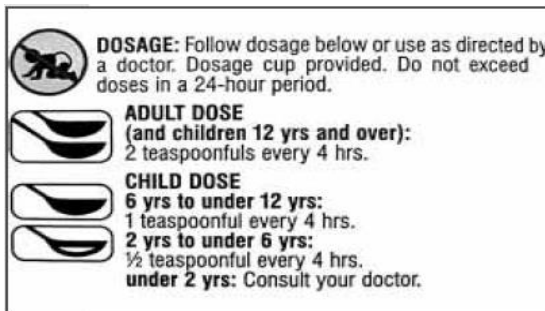 DOSAGE: Follow dosage below or use as directed by
a doctor. Dosage cup provided. Do not exceed
doses in a 24-hour period.
ADULT DOSE
(and children 12 yrs and over):
2 teaspoonfuls every 4 hrs.
CHILD DOSE
6 yrs to under 12 yrs:
1 teaspoonful every 4 hrs.
2 yrs to under 6 yrs:
½ teaspoonful every 4 hrs.
under 2 yrs: Consult your doctor.